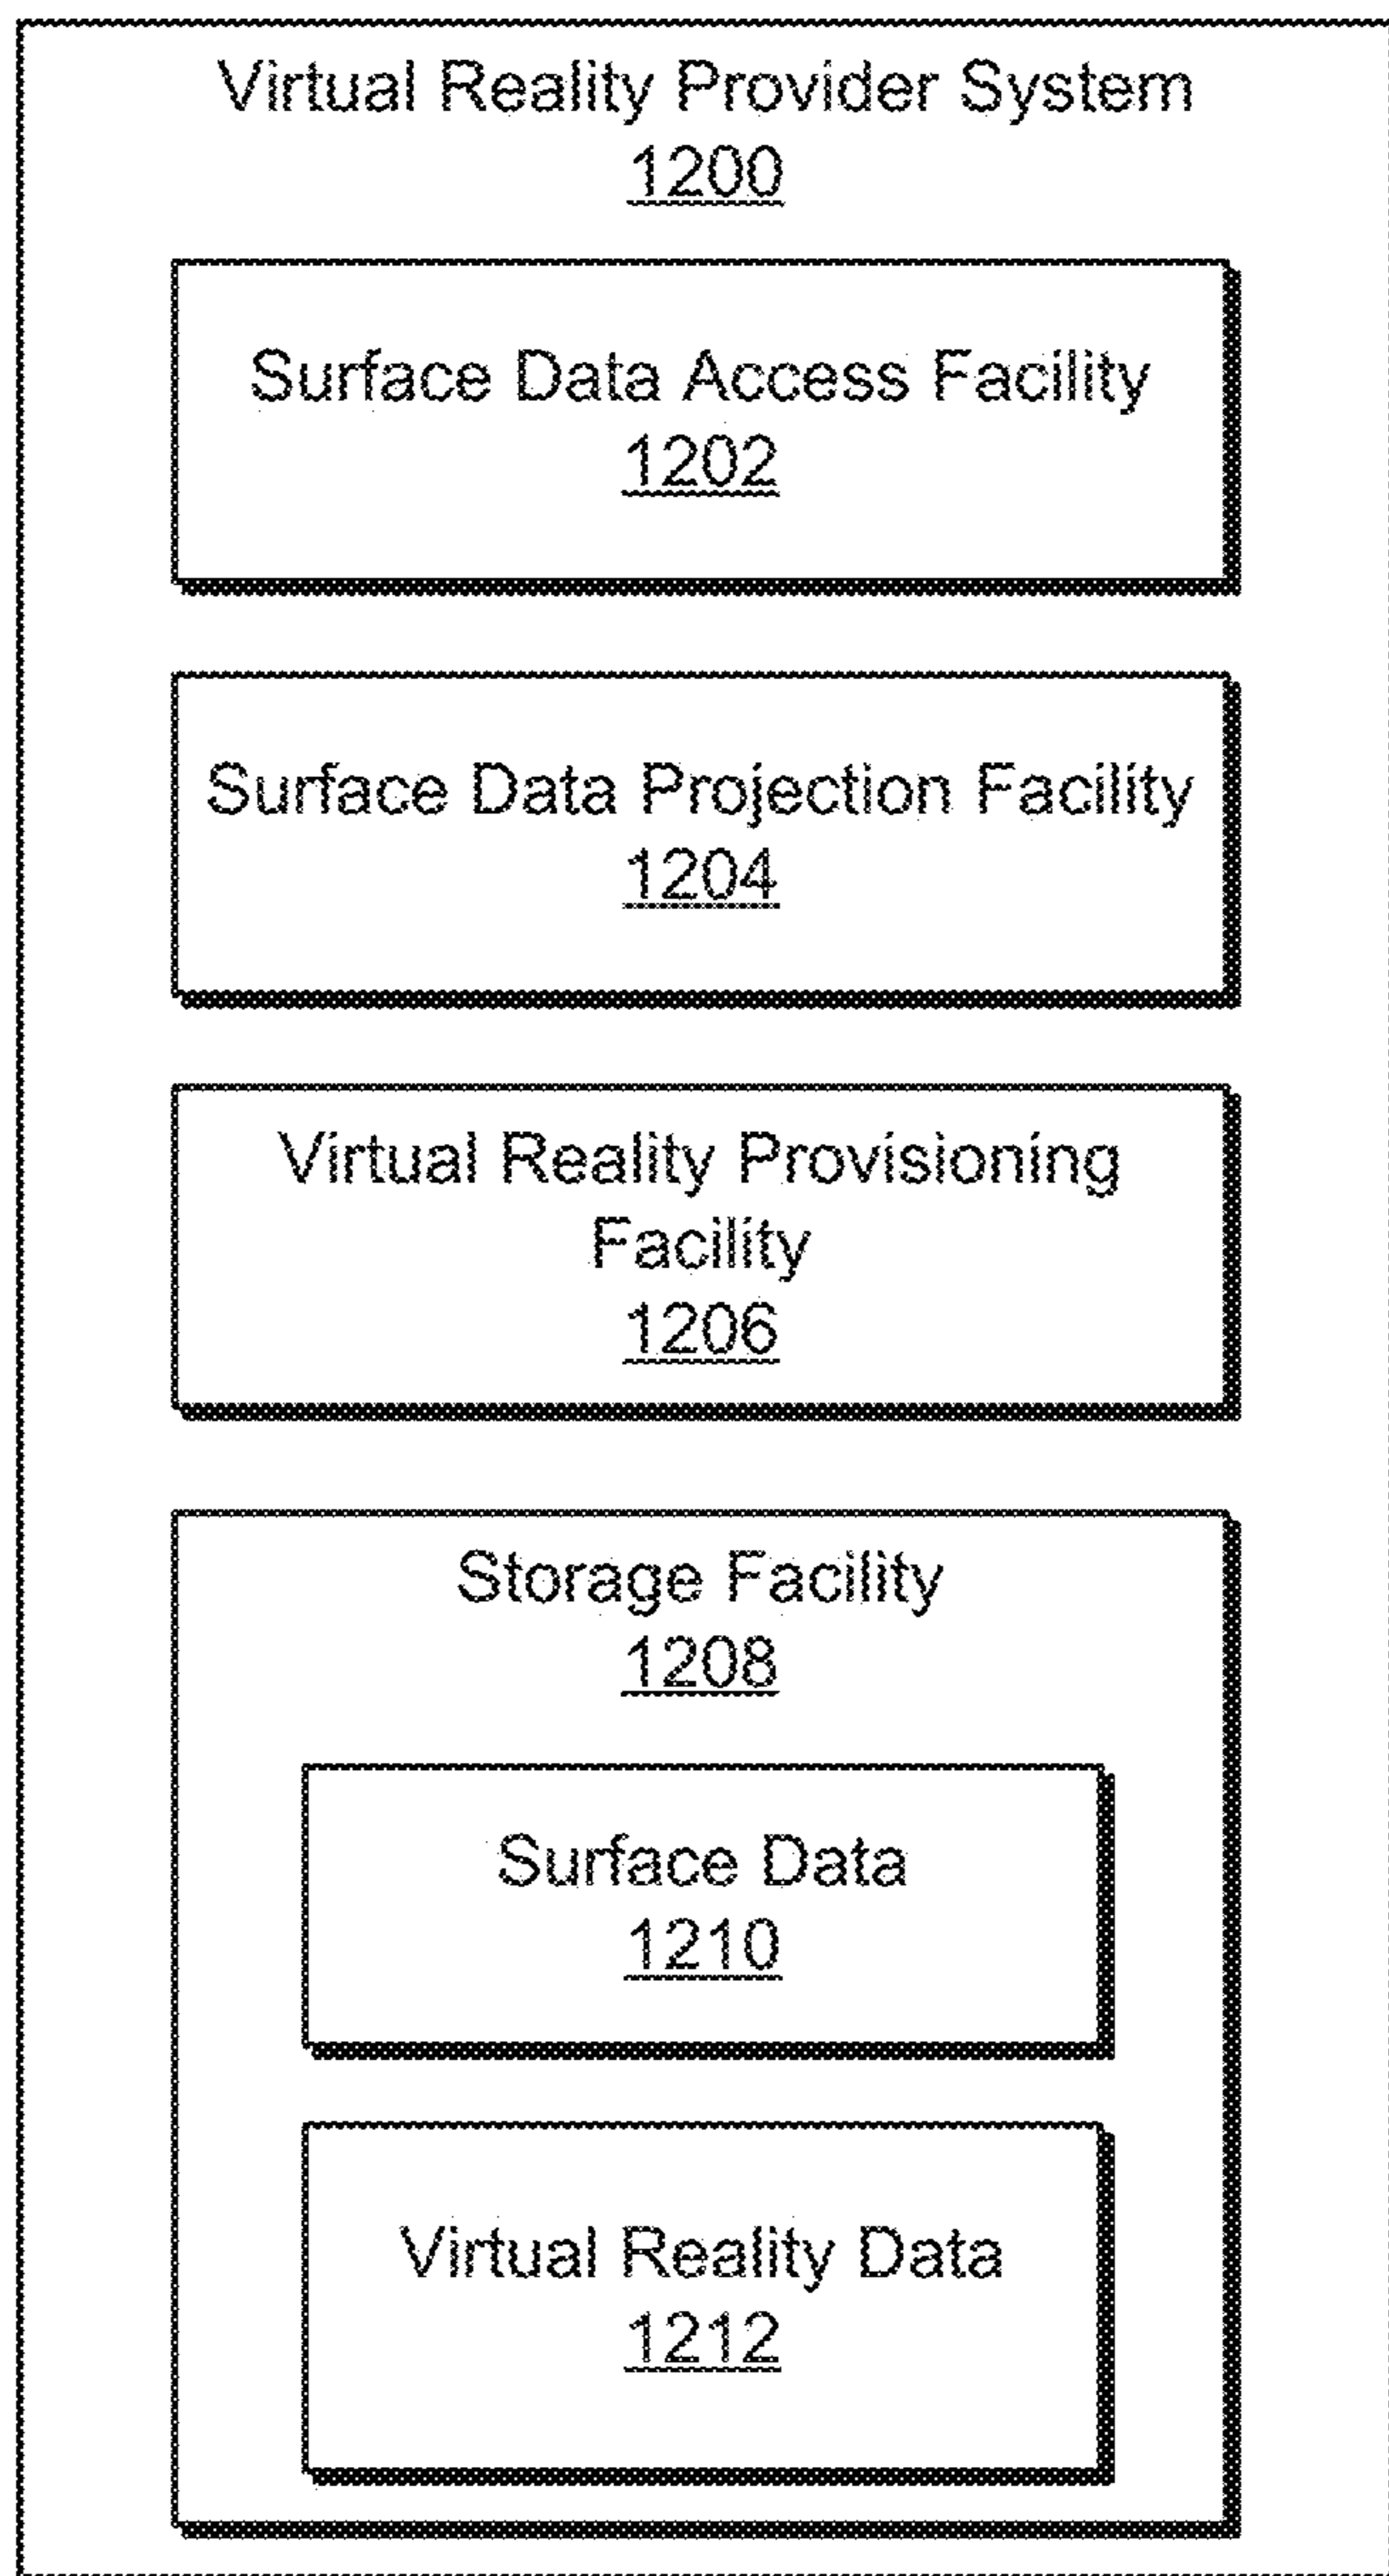 Virtual Reality Provider System
1200
Surface Data Access Facility
1202
Surface Data Projection Facility
1204
Virtual Reality Provisioning
Facility
1206
Storage Facility
1208
Surface Data
1210
Virtual Reality Data
1212